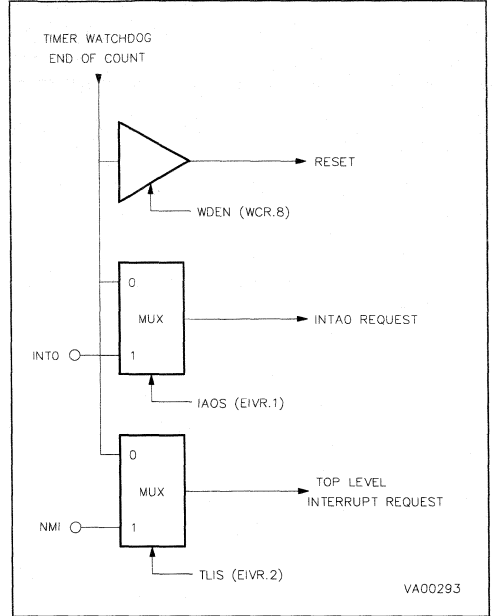 TIMER WATCHDOG
END OF COUNT
RESET
WDEN (WCR.8)
0
MUX
INTA0 REQUEST
INT0
1
IAOS (EIVR.1)
0
MUX
TOP LEVEL
INTERRUPT REQUEST
NMI
1
TLIS (EIVR.2)
VA00293